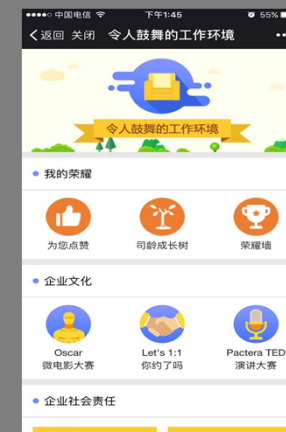 中国电信 下午1:45 55%
返回 关闭 令人鼓舞的工作环境
令人鼓舞的工作环境
我的荣耀
为您点赞 司龄成长树 荣耀墙
企业文化
Oscar Let's 1:1 Pactera TED
微电影大赛 你约了吗 演讲大赛
企业社会责任